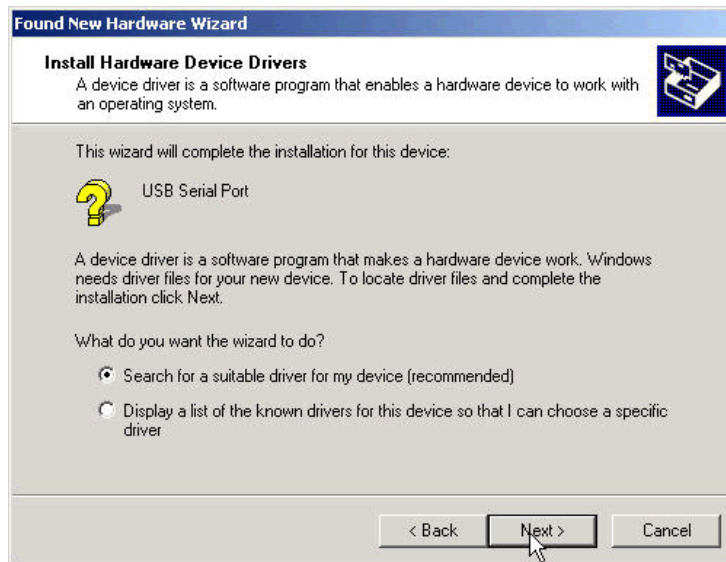 Found New Hardware Wizard
Install Hardware Device Drivers
A device driver is a software program that enables a hardware device to work with
an operating system.
This wizard will complete the installation for this device:
USB Serial Port
A device driver is a software program that makes a hardware device work. Windows
needs driver files for your new device. To locate driver files and complete the
installation click Next.
What do you want the wizard to do?
Search for a suitable driver for my device (recommended)
Display a list of the known drivers for this device so that I can choose a specific
driver
< Back Next > Cancel